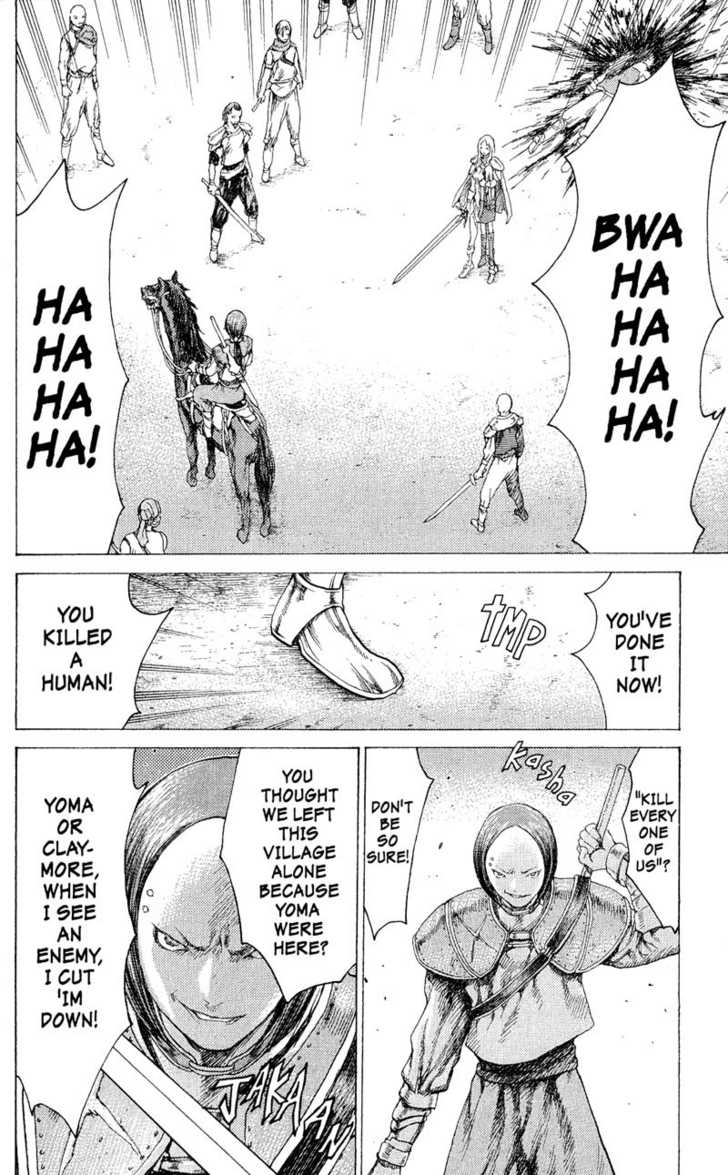 BWA
HA
HA
HA
HA!
HA
HA
HA
HA!
YOU'VE
DONE
IT
NOW!
TMP
YOU
KILLED
A
HUMAN!
"KILL
EVERY
ONE
OF
US"?
Kasha
DON'T
BE
SO
SURE!
YOU
THOUGHT
WE LEFT
THIS
VILLAGE
ALONE
BECAUSE
YOMA
WERE
HERE?
YOMA
OR
CLAY-
MORE,
WHEN
I SEE
AN
ENEMY,
I CUT
'IM
DOWN!
JAKAAN